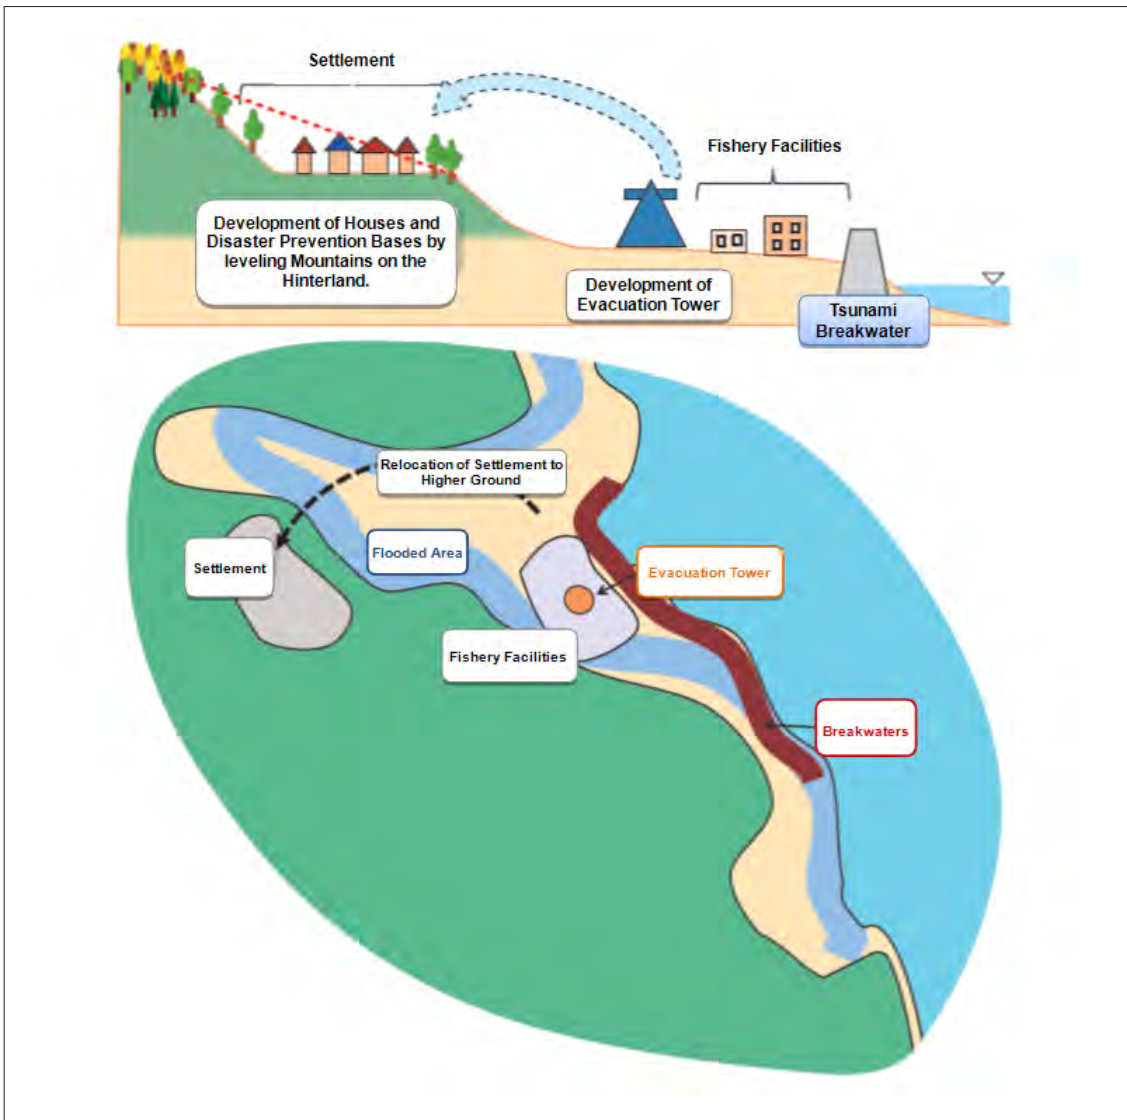 Settlement
Fishery Facilities
Development of Houses and
Disaster Prevention Bases by
leveling Mountains on the
Hinterland.
Development of
Evacuation Tower
Tsunami
Breakwater
Relocation of Settlement to
Higher Ground
Flooded Area
Settlement
Evacuation Tower
Fishery Facilities
Breakwaters